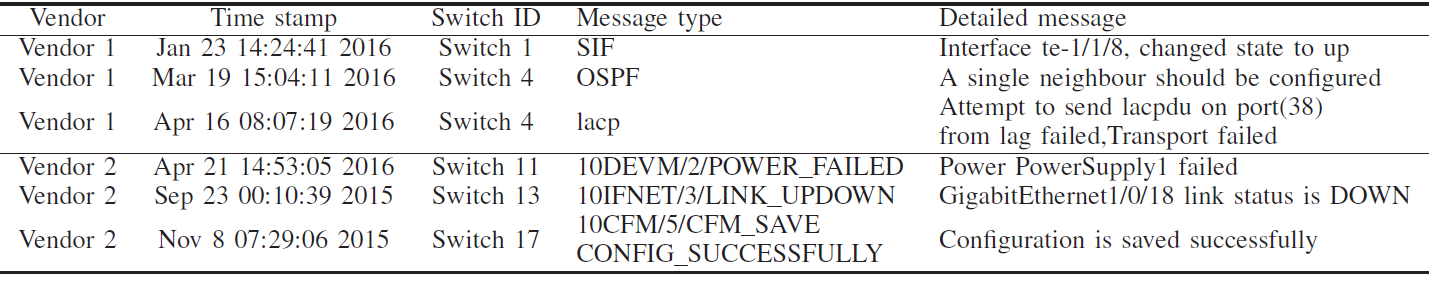 Vendor Time stamp Switch ID Message type Detailed message
Vendor 1 Jan 23 14:24:41 2016 Switch 1 SIF Interface te-1/1/8, changed state to up
Vendor 1 Mar 19 15:04:11 2016 Switch 4 OSPF A single neighbour should be configured
Vendor 1 Apr 16 08:07:19 2016 Switch 4 lacp Attempt to send lacpdu on port(38)
from lag failed,Transport failed
Vendor 2 Apr 21 14:53:05 2016 Switch 11 10DEVM/2/POWER_FAILED Power PowerSupply1 failed
Vendor 2 Sep 23 00:10:39 2015 Switch 13 10IFNET/3/LINK_UPDOWN GigabitEthernet1/0/18 link status is DOWN
Vendor 2 Nov 8 07:29:06 2015 Switch 17 10CFM/5/CFM_SAVE
CONFIG_SUCCESSFULLY Configuration is saved successfully